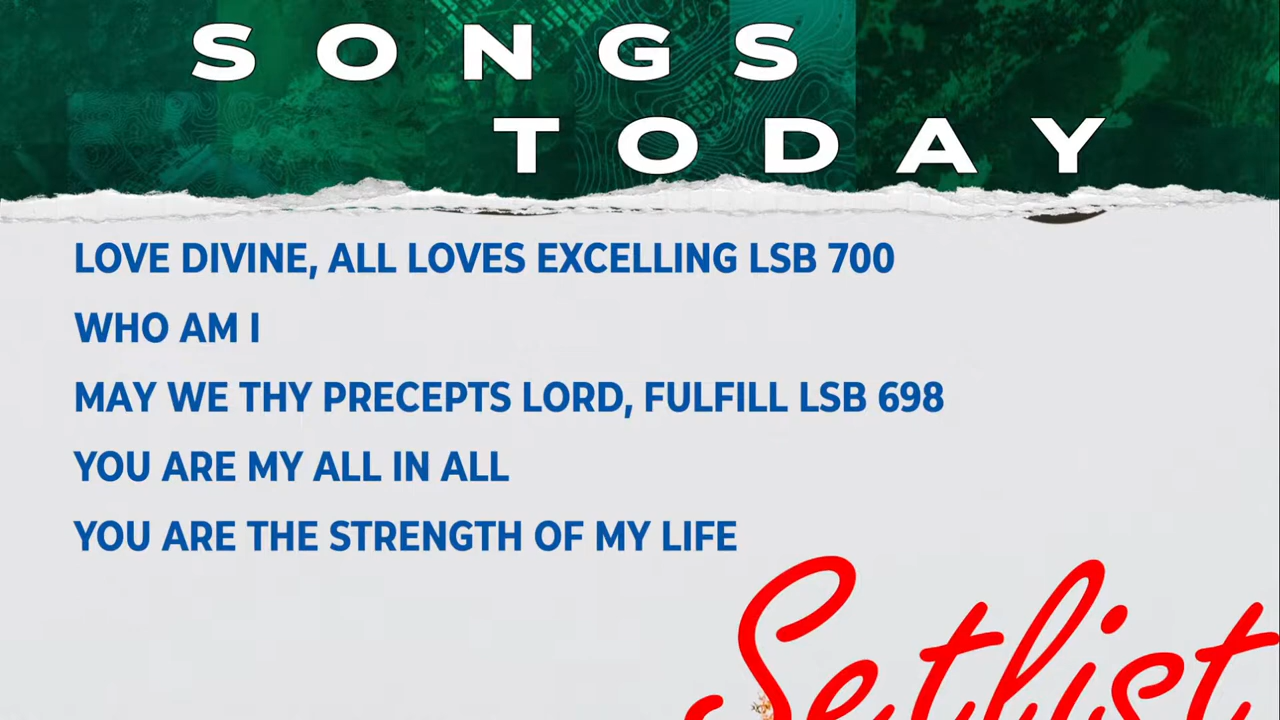 SONGS
TODAY
LOVE DIVINE, ALL LOVES EXCELLING LSB 700
WHO AM I
MAY WE THY PRECEPTS LORD, FULFILL LSB 698
YOU ARE MY ALL IN ALL
YOU ARE THE STRENGTH OF MY LIFE
Setlist